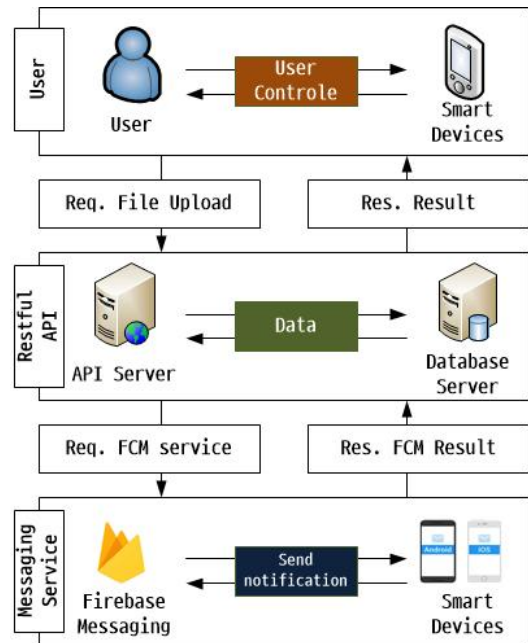 User
User
Controle
User
Smart
Devices
Req. File Upload
Res. Result
Restful
API
Data
API Server
Database
Server
Req. FCM service
Res. FCM Result
Messaging
Service
Android
iOS
Send
notification
Firebase
Messaging
Smart
Devices